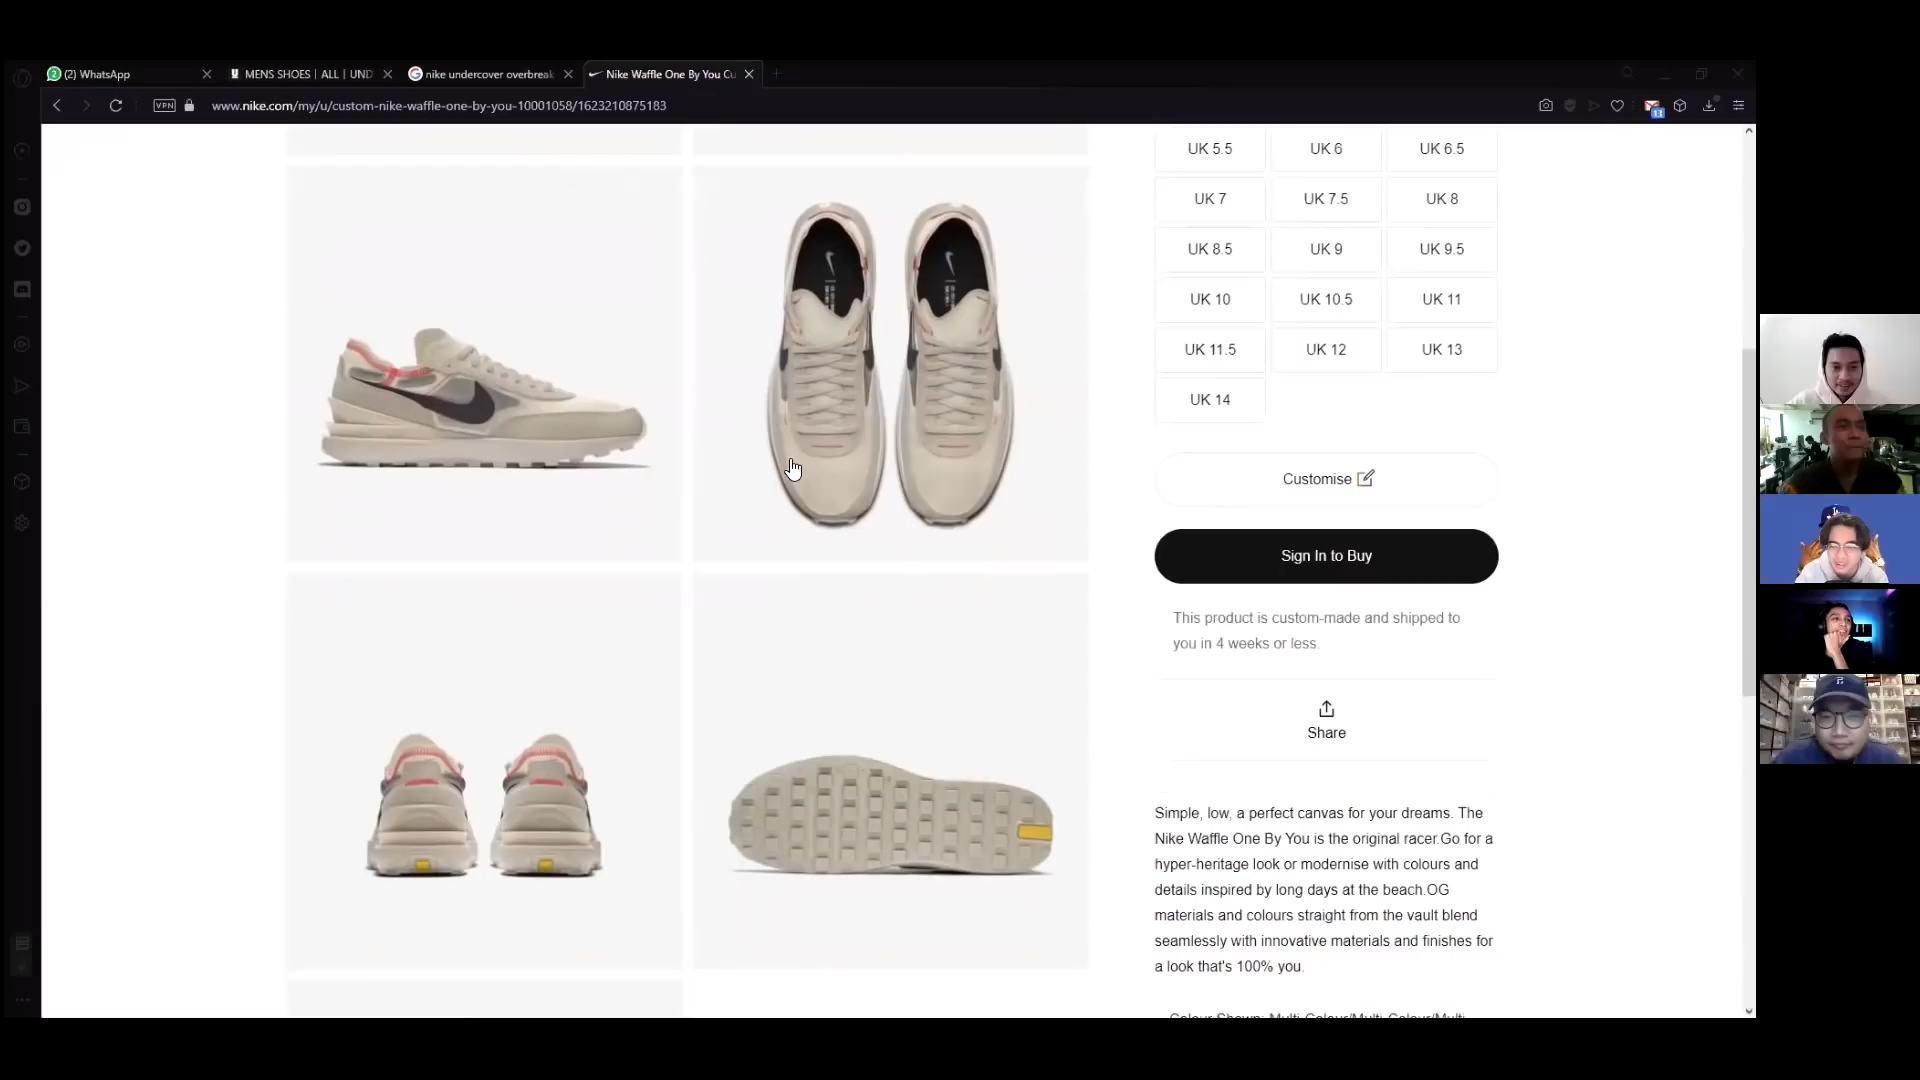 (2) WhatsApp
MENS SHOES | ALL | UND
nike undercover overbreak
Nike Waffle One By You Cu
VPN
www.nike.com/my/u/custom-nike-waffle-one-by-you-10001058/1623210875183
13
UK 5.5 UK 6 UK 6.5
UK 7 UK 7.5 UK 8
UK 8.5 UK 9 UK 9.5
UK 10 UK 10.5 UK 11
UK 11.5 UK 12 UK 13
UK 14
Customise
Sign In to Buy
This product is custom-made and shipped to
you in 4 weeks or less.
Share
Simple, low, a perfect canvas for your dreams. The
Nike Waffle One By You is the original racer.Go for a
hyper-heritage look or modernise with colours and
details inspired by long days at the beach.OG
materials and colours straight from the vault blend
seamlessly with innovative materials and finishes for
a look that's 100% you.
Colour Shown: Multi-Colour/Multi-Colour/Multi-